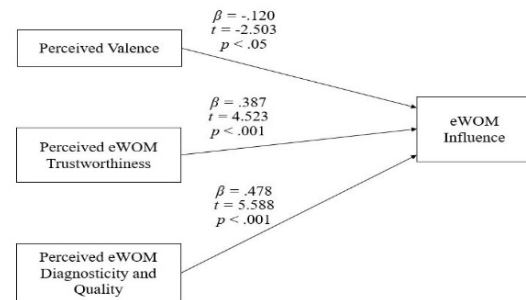 β = -.120
t = -2.503
p < .05
Perceived Valence
β = .387
t = 4.523
p < .001
eWOM
Influence
Perceived eWOM
Trustworthiness
β = .478
t = 5.588
p < .001
Perceived eWOM
Diagnosticity and
Quality